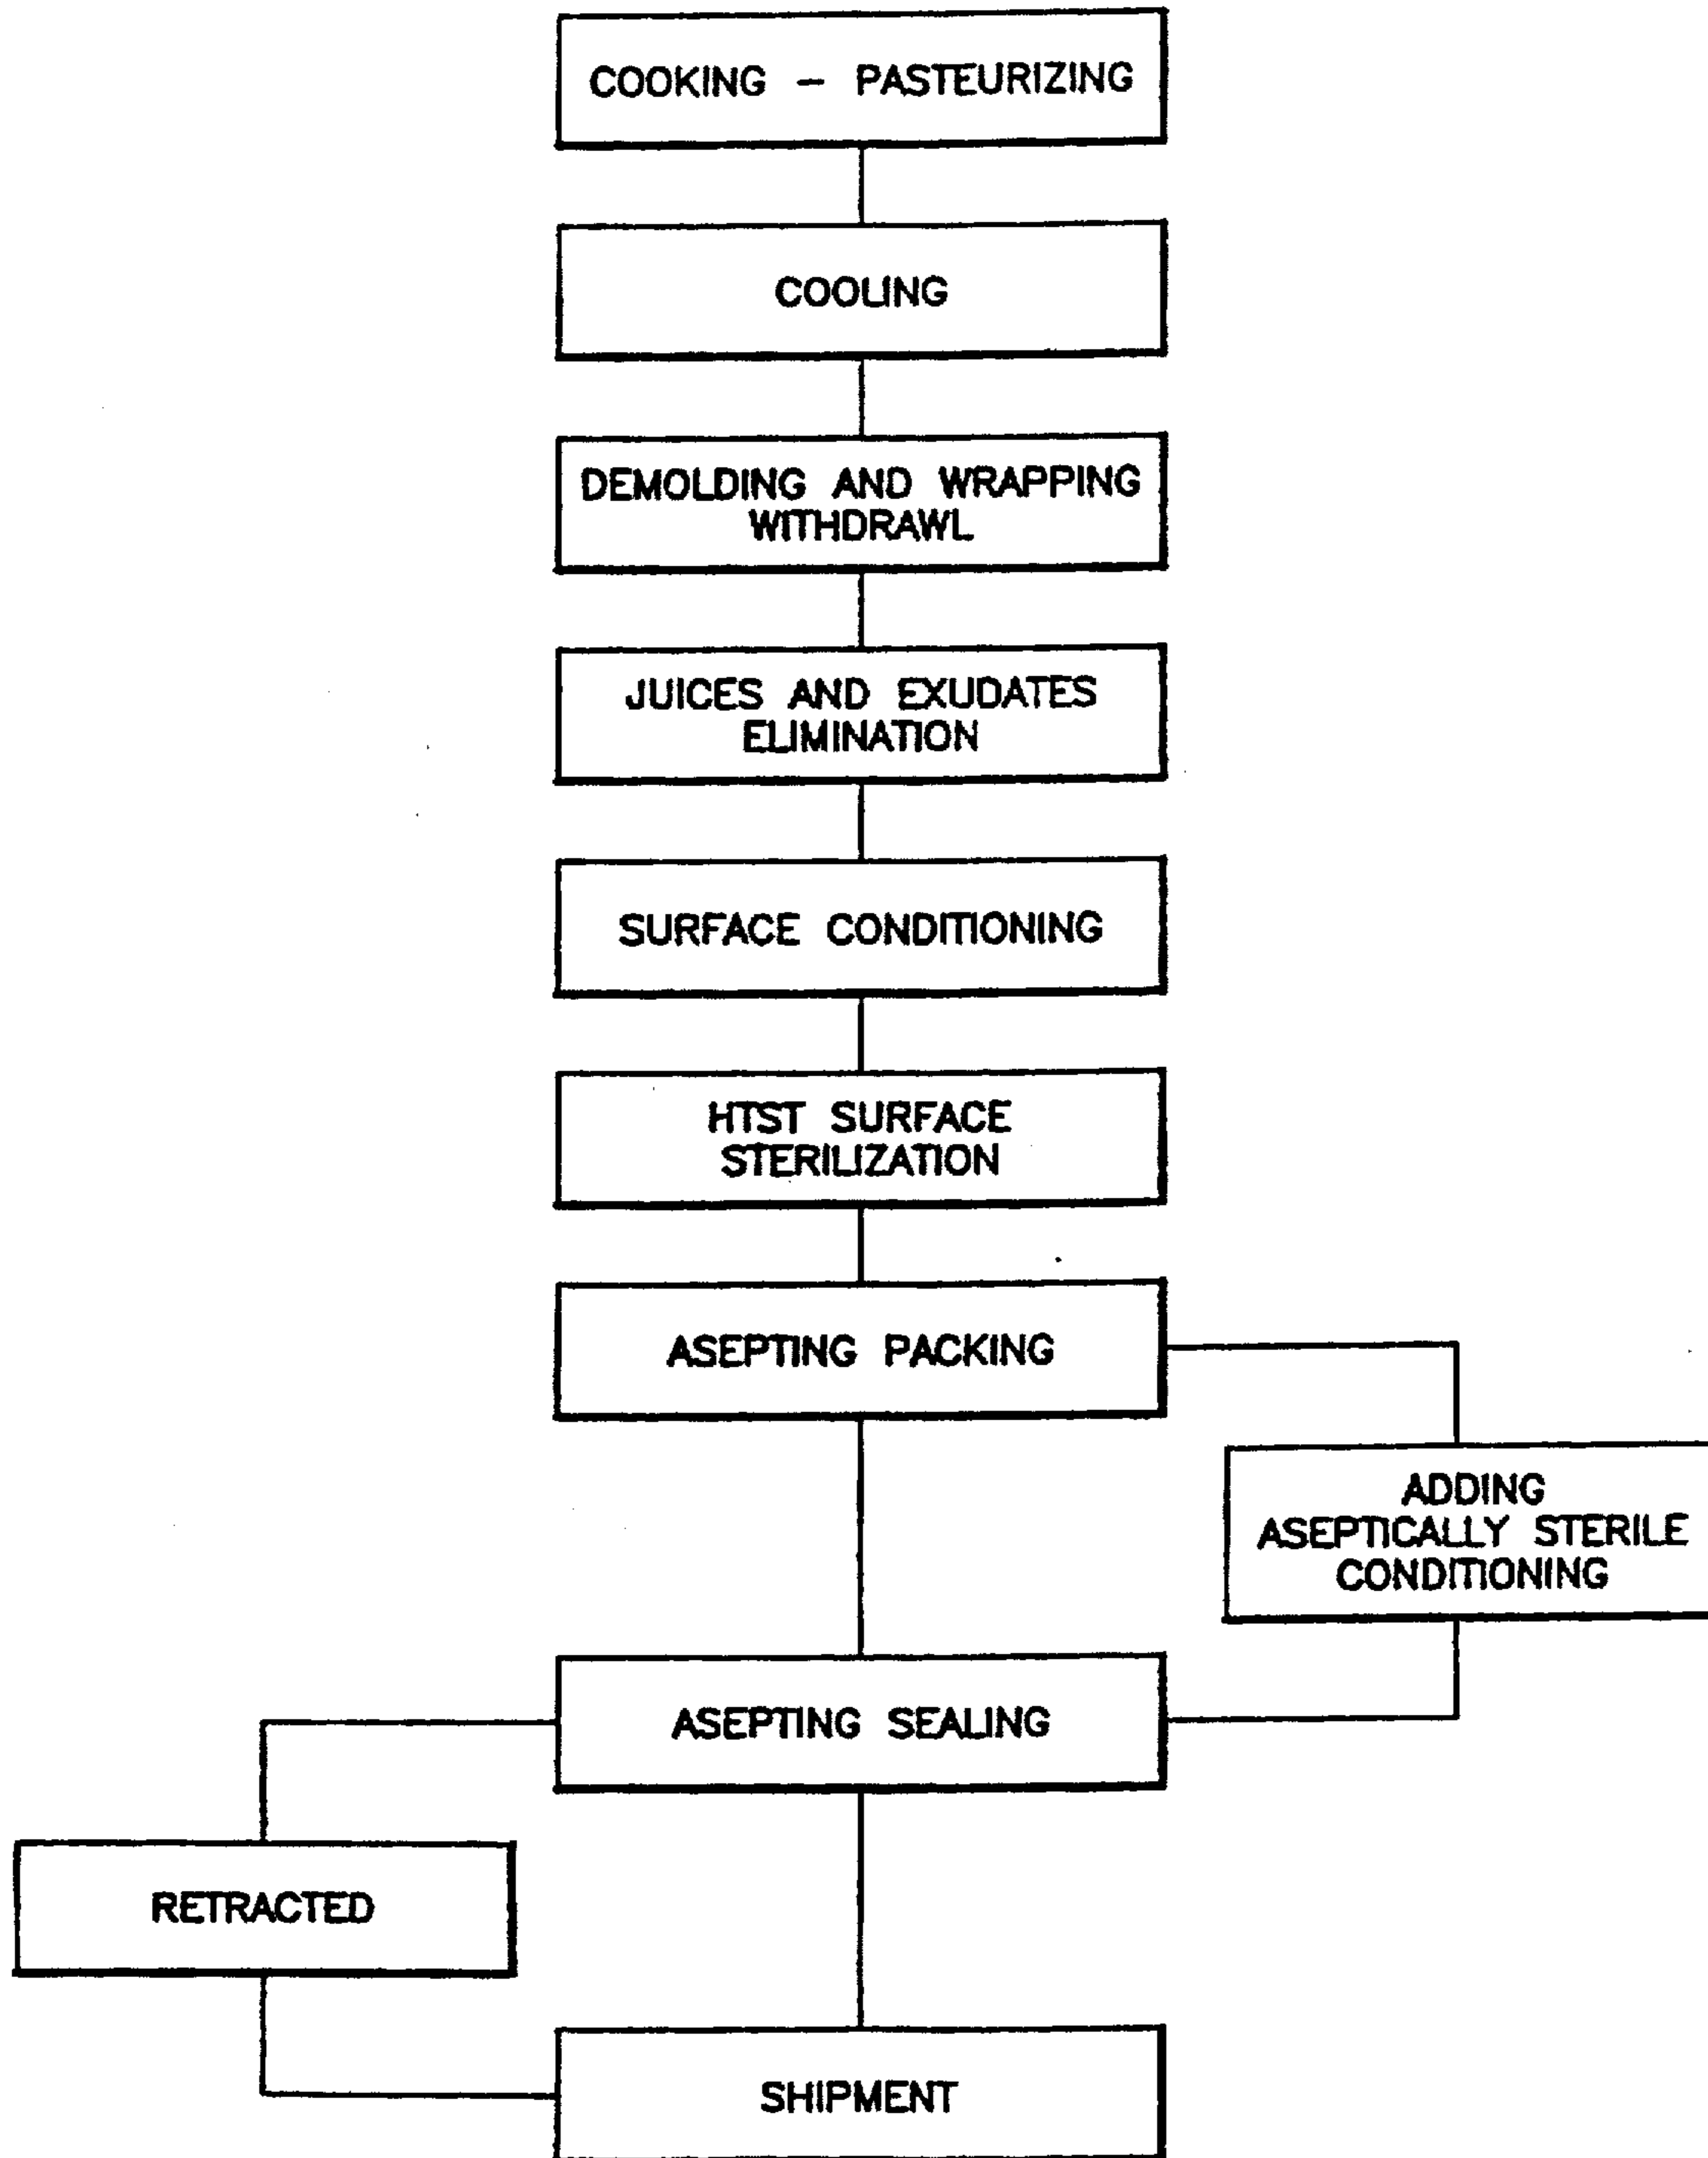 COOKING – PASTEURIZING
COOLING
DEMOLDING AND WRAPPING
WITHDRAWL
JUICES AND EXUDATES
ELIMINATION
SURFACE CONDITIONING
HTST SURFACE
STERILIZATION
ASEPTING PACKING
ADDING
ASEPTICALLY STERILE
CONDITIONING
ASEPTING SEALING
RETRACTED
SHIPMENT